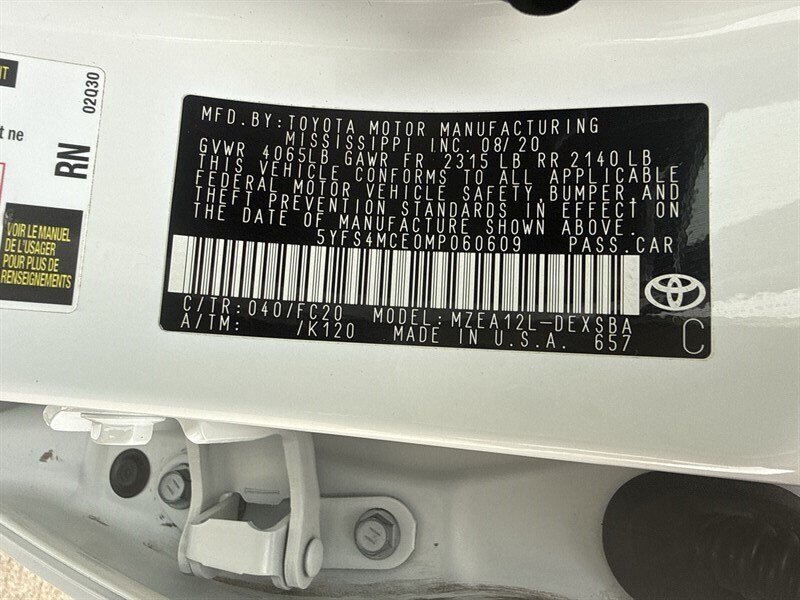 NT
t ne
RN
02Q30
VOIR LE MANUEL
DE L'USAGER
POUR PLUS DE
RENSEIGNEMENTS
MFD. BY: TOYOTA MOTOR MANUFACTURING
MISSISSIPPI INC. 08/20
GVWR 4065LB GAWR FR 2315 LB RR 2140 LB
THIS VEHICLE CONFORMS TO ALL APPLICABLE
FEDERAL MOTOR VEHICLE SAFETY, BUMPER, AND
THEFT PREVENTION STANDARDS IN EFFECT ON
THE DATE OF MANUFACTURE SHOWN ABOVE.
5YFS4MCE0MP060609 PASS. CAR
C/TR: 040/FC20 MODEL: MZEA12L-DEXSBA
A/TM: /K120 MADE IN U.S.A. 657 C